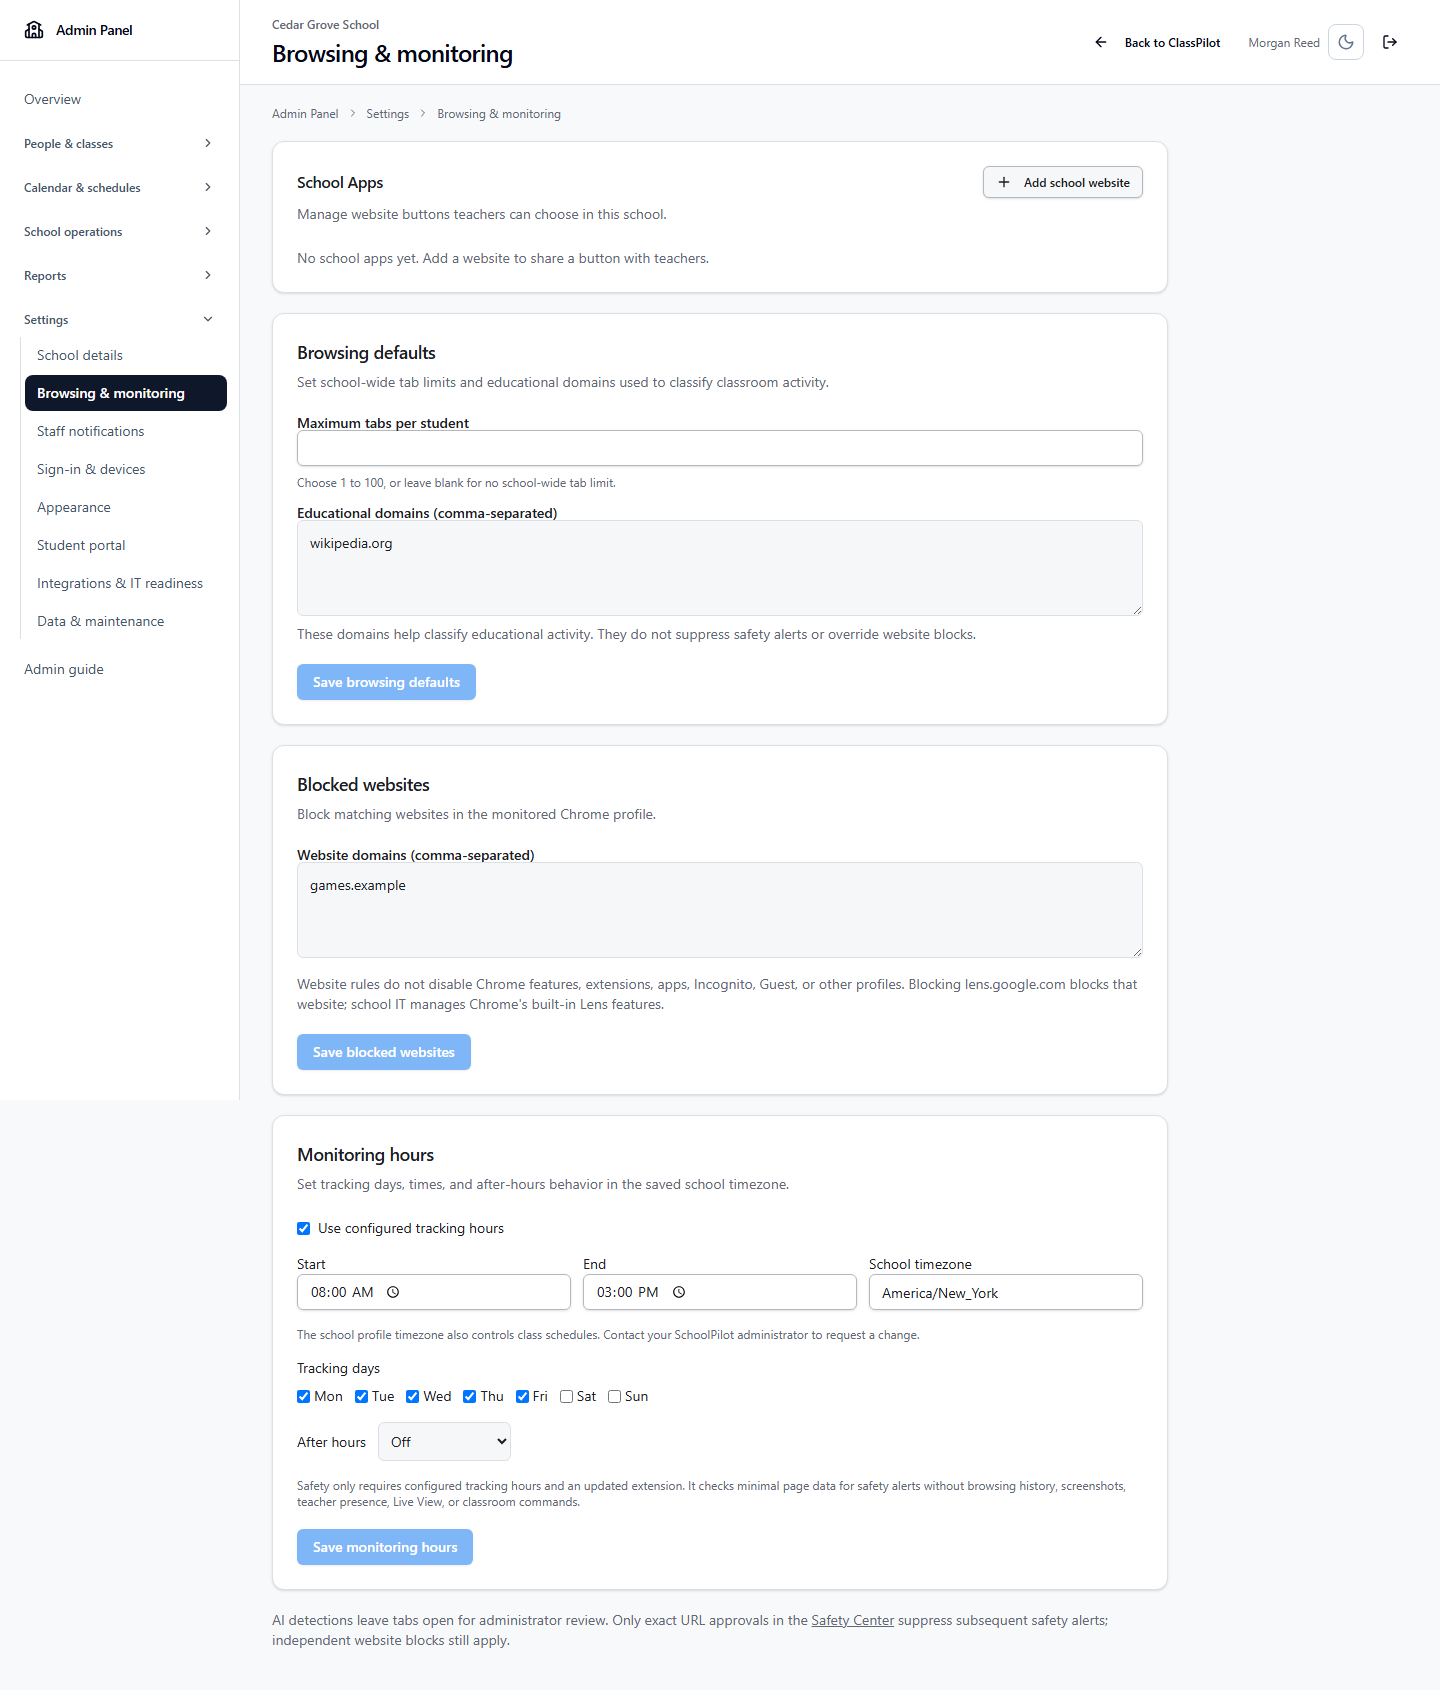 Admin Panel
Overview
People & classes
Calendar & schedules
School operations
Reports
Settings
School details
Browsing & monitoring
Staff notifications
Sign-in & devices
Appearance
Student portal
Integrations & IT readiness
Data & maintenance
Admin guide
Cedar Grove School
Browsing & monitoring
Back to ClassPilot
Morgan Reed
Admin Panel > Settings > Browsing & monitoring
School Apps
Add school website
Manage website buttons teachers can choose in this school.
No school apps yet. Add a website to share a button with teachers.
Browsing defaults
Set school-wide tab limits and educational domains used to classify classroom activity.
Maximum tabs per student
Choose 1 to 100, or leave blank for no school-wide tab limit.
Educational domains (comma-separated)
wikipedia.org
These domains help classify educational activity. They do not suppress safety alerts or override website blocks.
Save browsing defaults
Blocked websites
Block matching websites in the monitored Chrome profile.
Website domains (comma-separated)
games.example
Website rules do not disable Chrome features, extensions, apps, Incognito, Guest, or other profiles. Blocking lens.google.com blocks that
website; school IT manages Chrome's built-in Lens features.
Save blocked websites
Monitoring hours
Set tracking days, times, and after-hours behavior in the saved school timezone.
Use configured tracking hours
Start End School timezone
08:00 AM 03:00 PM America/New_York
The school profile timezone also controls class schedules. Contact your SchoolPilot administrator to request a change.
Tracking days
Mon Tue Wed Thu Fri Sat Sun
After hours Off
Safety only requires configured tracking hours and an updated extension. It checks minimal page data for safety alerts without browsing history, screenshots,
teacher presence, Live View, or classroom commands.
Save monitoring hours
AI detections leave tabs open for administrator review. Only exact URL approvals in the Safety Center suppress subsequent safety alerts;
independent website blocks still apply.